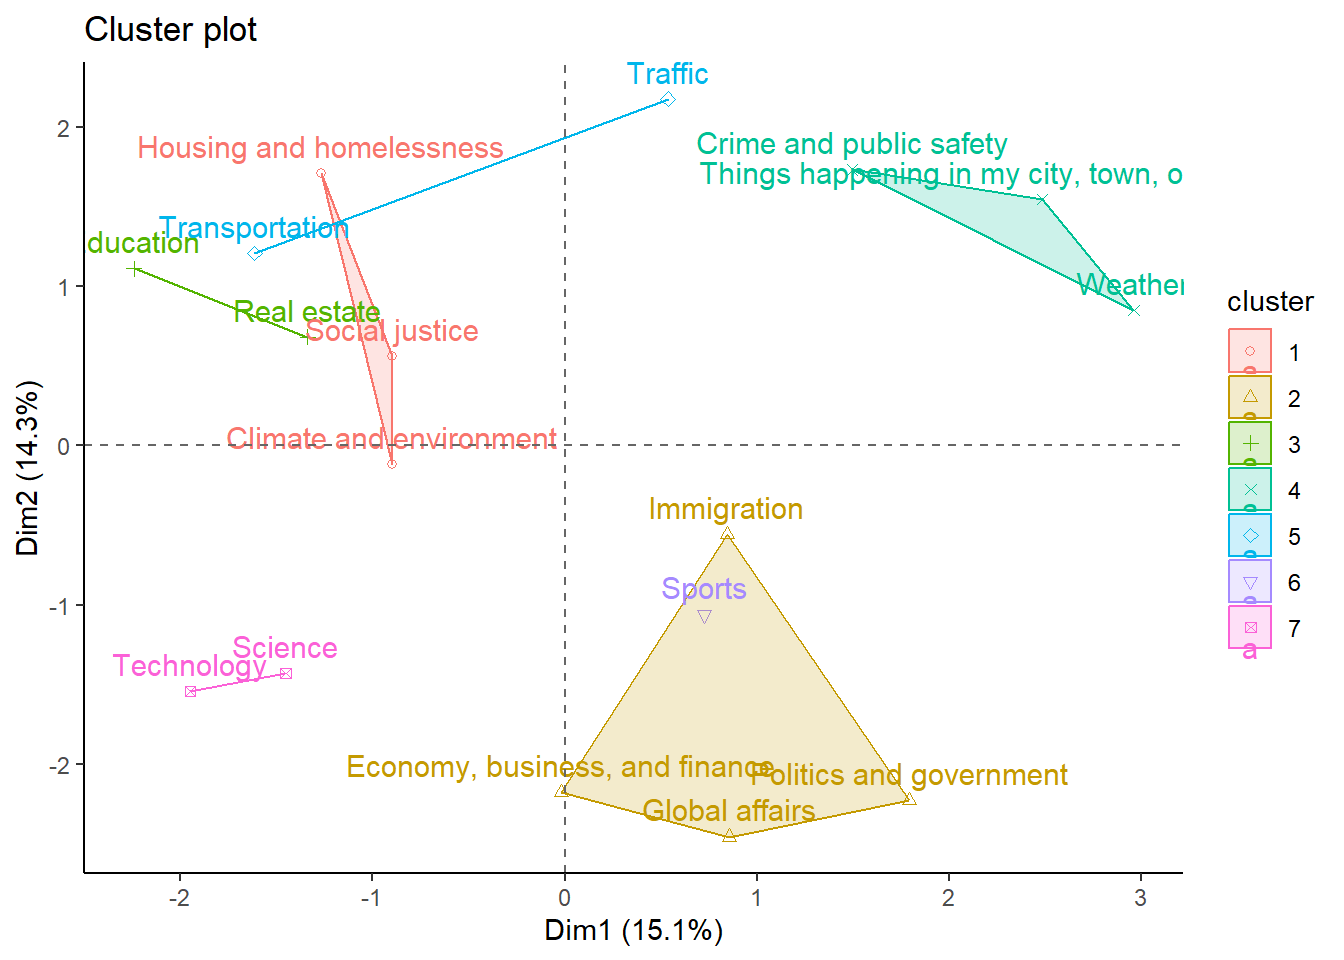 Cluster plot
Traffic
Housing and homelessness
Crime and public safety
Things happening in my city, town, o
Transportation
ducation
Weather
Real estate
Social justice
Climate and environment
Immigration
Sports
Science
Technology
Economy, business, and finance
Politics and government
Global affairs
2
1
0
-1
-2
Dim2 (14.3%)
-2
-1
0
1
2
3
Dim1 (15.1%)
cluster
a 1
a 2
a 3
a 4
a 5
a 6
a 7